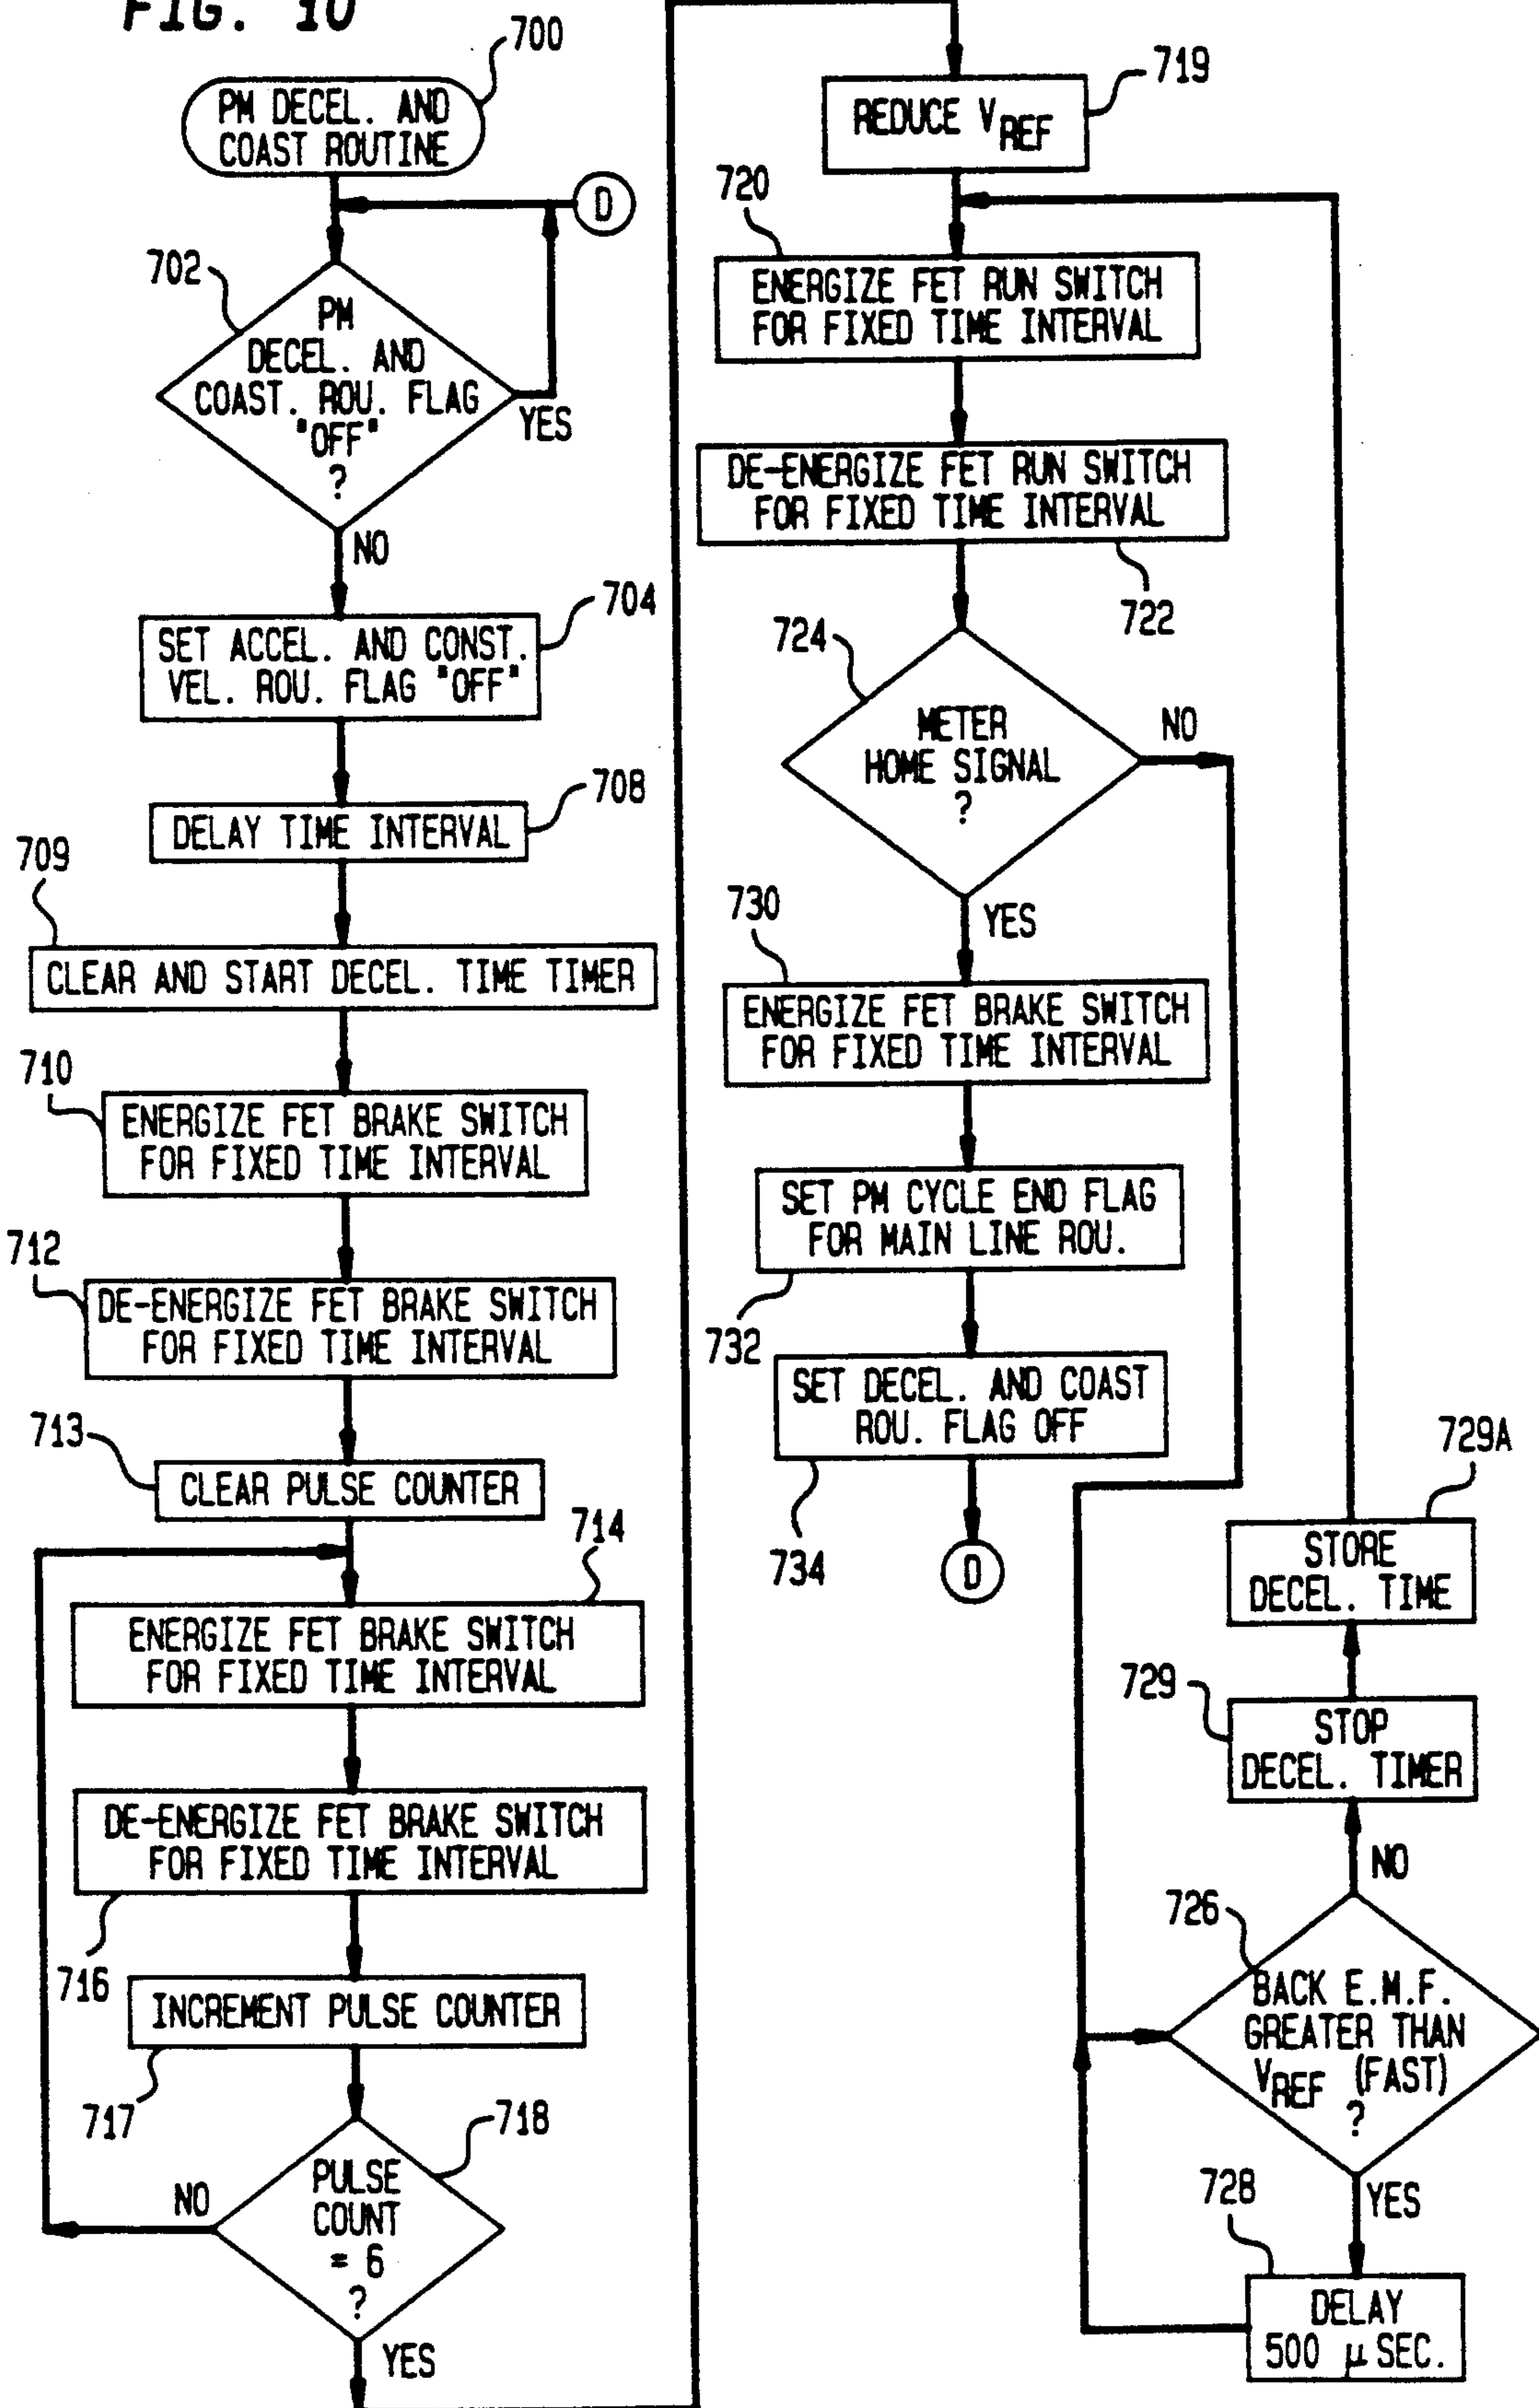 FIG. 10
700
PM DECEL. AND
COAST ROUTINE
D
702
PM
DECEL. AND
COAST. ROU. FLAG
"OFF"
?
YES
NO
704
SET ACCEL. AND CONST.
VEL. ROU. FLAG "OFF"
708
DELAY TIME INTERVAL
709
CLEAR AND START DECEL. TIME TIMER
710
ENERGIZE FET BRAKE SWITCH
FOR FIXED TIME INTERVAL
712
DE-ENERGIZE FET BRAKE SWITCH
FOR FIXED TIME INTERVAL
713
CLEAR PULSE COUNTER
714
ENERGIZE FET BRAKE SWITCH
FOR FIXED TIME INTERVAL
DE-ENERGIZE FET BRAKE SWITCH
FOR FIXED TIME INTERVAL
716
INCREMENT PULSE COUNTER
717
718
PULSE
COUNT
= 6
?
NO
YES
719
REDUCE VREF
720
ENERGIZE FET RUN SWITCH
FOR FIXED TIME INTERVAL
DE-ENERGIZE FET RUN SWITCH
FOR FIXED TIME INTERVAL
722
724
METER
HOME SIGNAL
?
NO
YES
730
ENERGIZE FET BRAKE SWITCH
FOR FIXED TIME INTERVAL
SET PM CYCLE END FLAG
FOR MAIN LINE ROU.
732
SET DECEL. AND COAST
ROU. FLAG OFF
734
D
729A
STORE
DECEL. TIME
729
STOP
DECEL. TIMER
NO
726
BACK E.M.F.
GREATER THAN
VREF (FAST)
?
YES
728
DELAY
500 μ SEC.